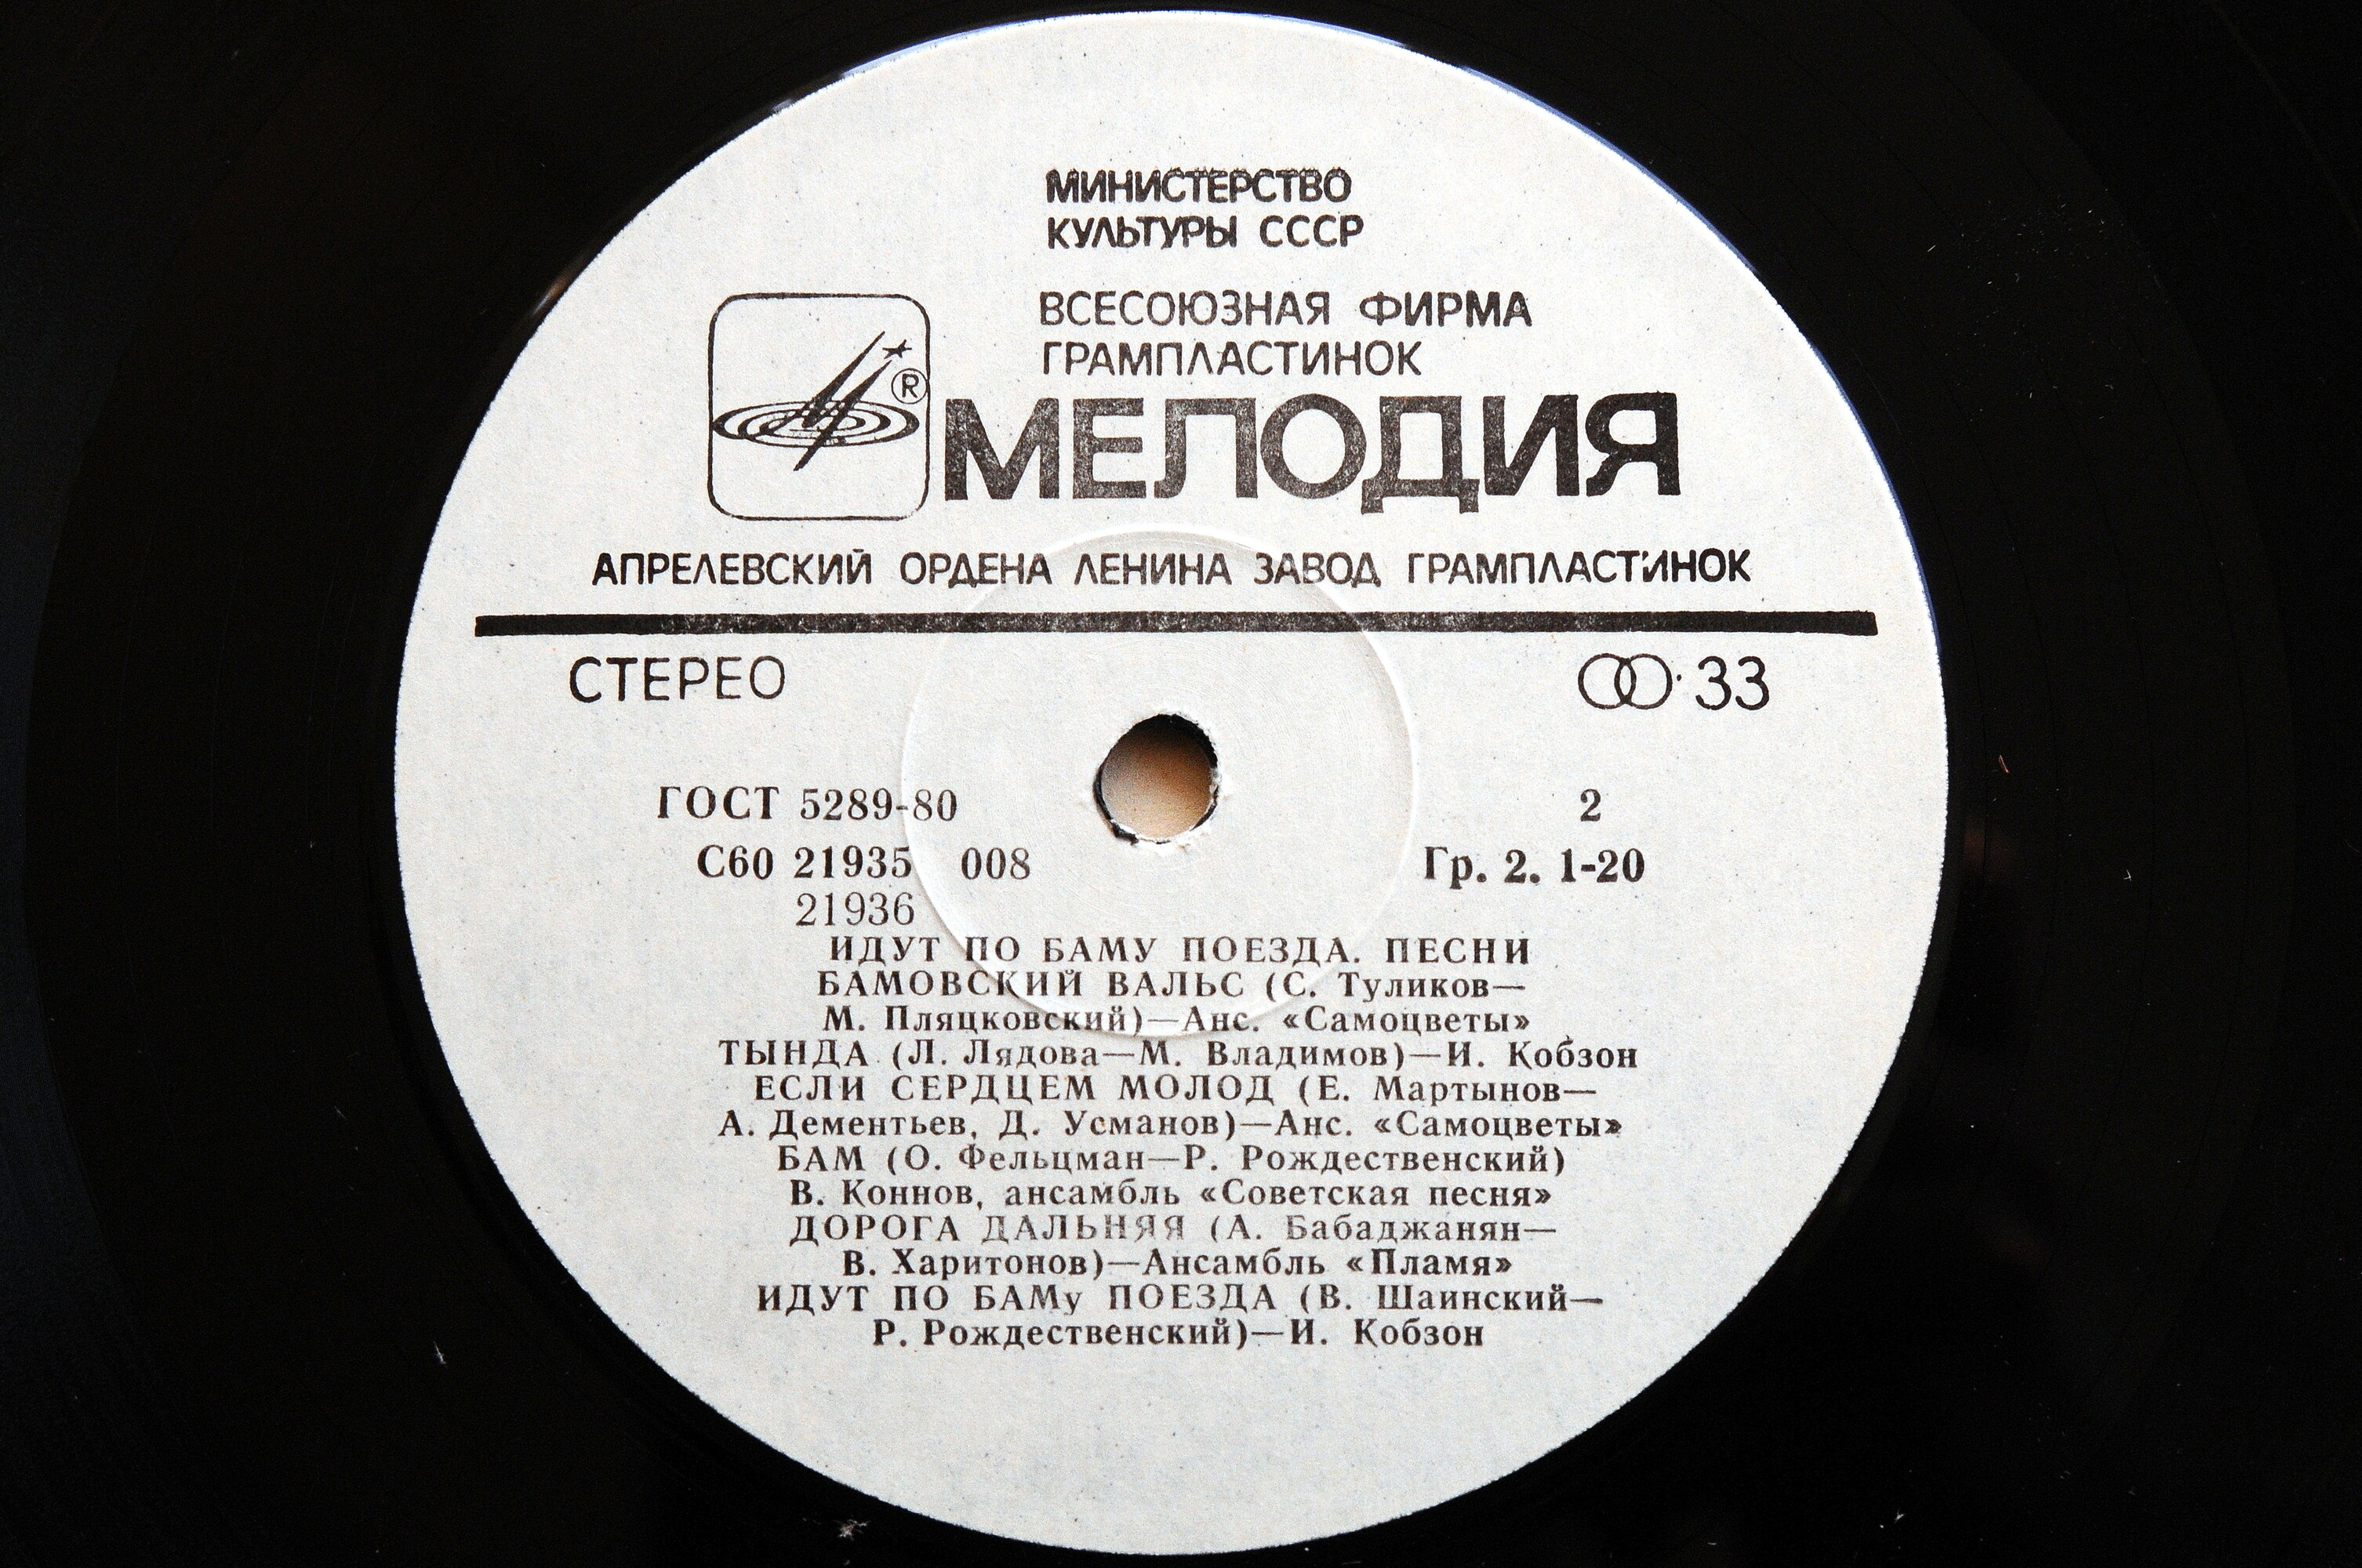 МИНИСТЕРСТВО
КУЛЬТУРЫ СССР
ВСЕСОЮЗНАЯ ФИРМА
ГРАМПЛАСТИНОК
®
МЕЛОДИЯ
АПРЕЛЕВСКИЙ ОРДЕНА ЛЕНИНА ЗАВОД ГРАМПЛАСТИНОК
СТЕРЕО 33
ГОСТ 5289-80 2
С60 21935 008 Гр. 2. 1-20
21936
ИДУТ ПО БАМУ ПОЕЗДА. ПЕСНИ
БАМОВСКИЙ ВАЛЬС (С. Туликов—
М. Пляцковский)—Анс. «Самоцветы»
ТЫНДА (Л. Лядова—М. Владимов)—И. Кобзон
ЕСЛИ СЕРДЦЕМ МОЛОД (Е. Мартынов—
А. Дементьев, Д. Усманов)—Анс. «Самоцветы»
БАМ (О. Фельцман—Р. Рождественский)
В. Коннов, ансамбль «Советская песня»
ДОРОГА ДАЛЬНЯЯ (А. Бабаджанян—
В. Харитонов)—Ансамбль «Пламя»
ИДУТ ПО БАМу ПОЕЗДА (В. Шаинский—
Р. Рождественский)—И. Кобзон